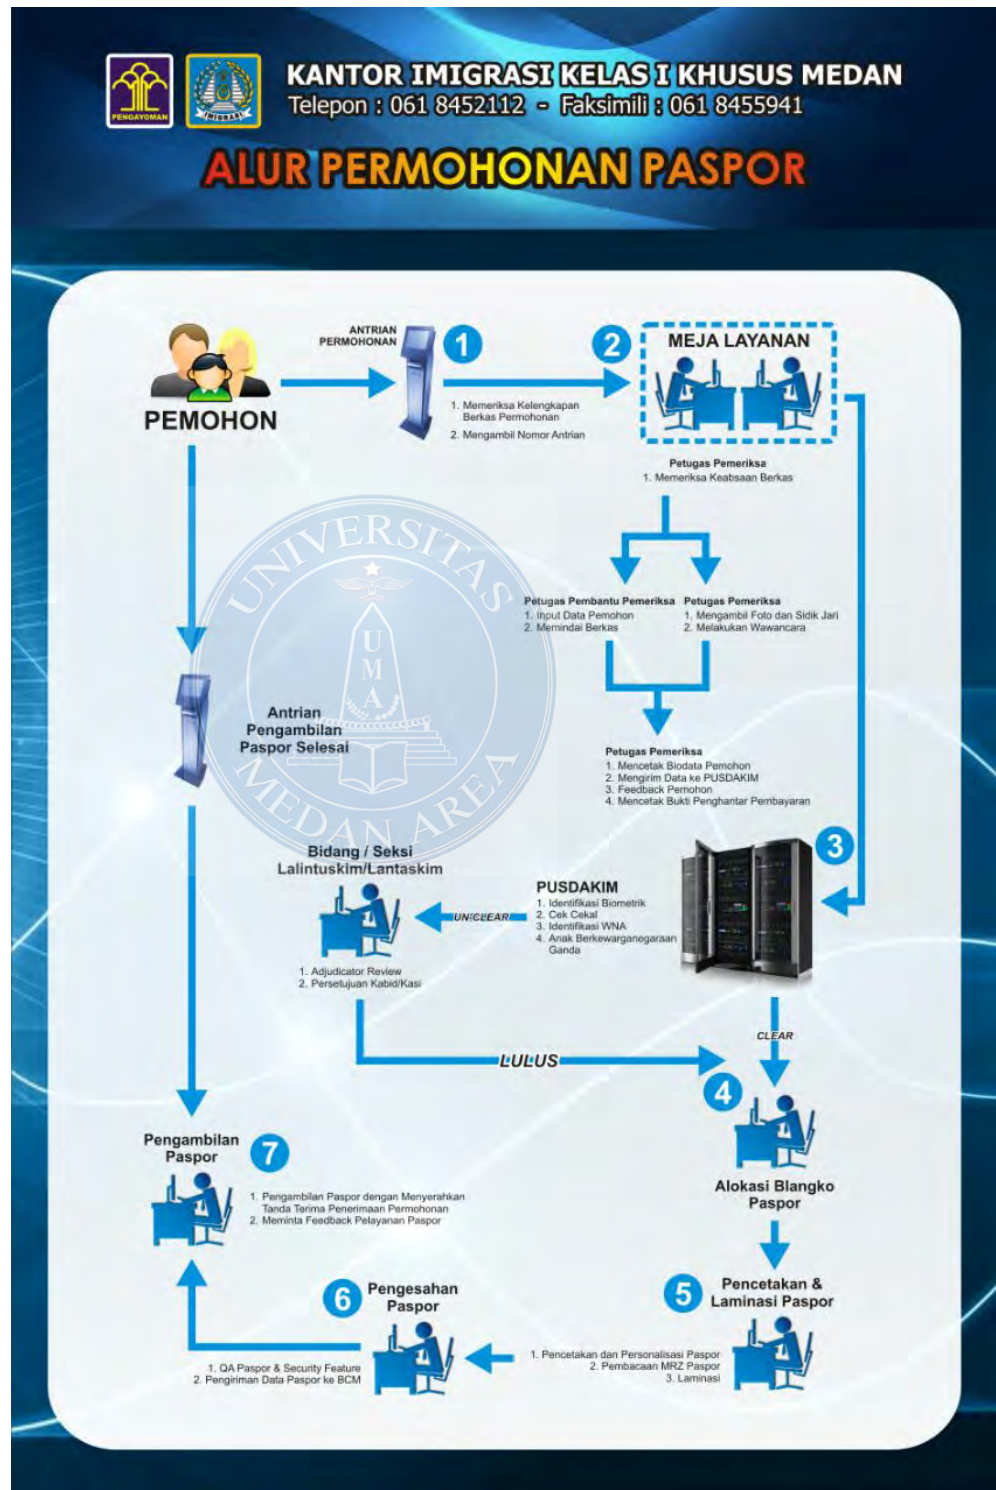 PENGAYOMAN
IMIGRASI
KANTOR IMIGRASI KELAS I KHUSUS MEDAN
Telepon : 061 8452112 - Faksimili : 061 8455941
ALUR PERMOHONAN PASPOR
PEMOHON
ANTRIAN
PERMOHONAN
1
1. Memeriksa Kelengkapan
Berkas Permohonan
2. Mengambil Nomor Antrian
2
MEJA LAYANAN
Petugas Pemeriksa
1. Memeriksa Keabsaan Berkas
Petugas Pembantu Pemeriksa
1. Input Data Pemohon
2. Memindai Berkas
Petugas Pemeriksa
1. Mengambil Foto dan Sidik Jari
2. Melakukan Wawancara
Petugas Pemeriksa
1. Mencetak Biodata Pemohon
2. Mengirim Data ke PUSDAKIM
3. Feedback Pemohon
4. Mencetak Bukti Penghantar Pembayaran
UNIVERSITAS
UMA
MEDAN AREA
Antrian
Pengambilan
Paspor Selesai
3
PUSDAKIM
1. Identifikasi Biometrik
2. Cek Cekal
3. Identifikasi WNA
4. Anak Berkewarganegaraan
Ganda
UN-CLEAR
Bidang / Seksi
Lalintuskim/Lantaskim
1. Adjudicator Review
2. Persetujuan Kabid/Kasi
LULUS
CLEAR
4
Alokasi Blangko
Paspor
5
Pencetakan &
Laminasi Paspor
1. Pencetakan dan Personalisasi Paspor
2. Pembacaan MRZ Paspor
3. Laminasi
6
Pengesahan
Paspor
1. QA Paspor & Security Feature
2. Pengiriman Data Paspor ke BCM
Pengambilan
Paspor
7
1. Pengambilan Paspor dengan Menyerahkan
Tanda Terima Penerimaan Permohonan
2. Meminta Feedback Pelayanan Paspor